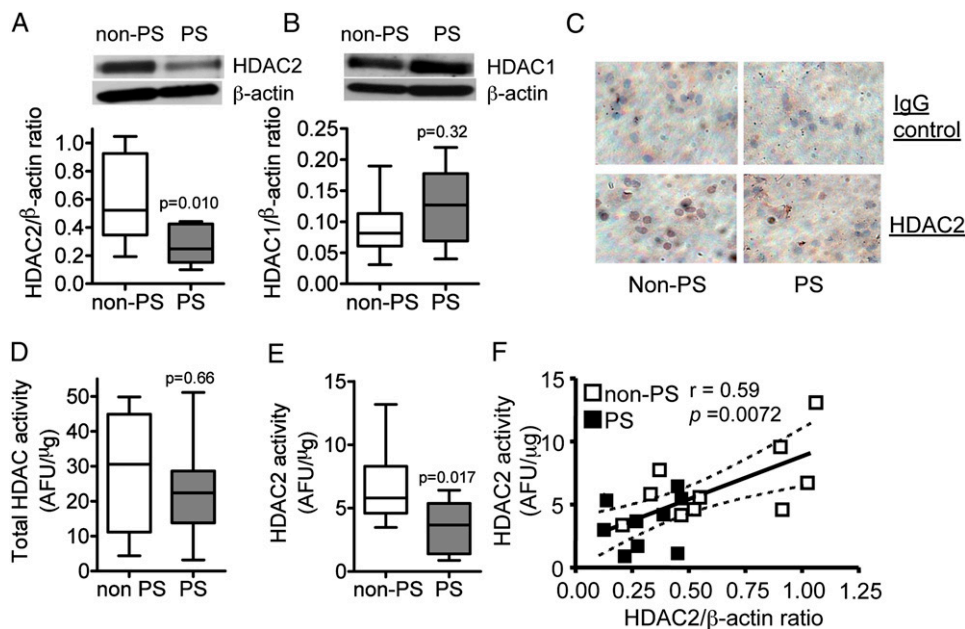 A
non-PS PS
HDAC2
β-actin
HDAC2/β-actin ratio
1.0
0.8
0.6
0.4
0.2
0.0
p=0.010
non-PS PS
B
non-PS PS
HDAC1
β-actin
HDAC1/β-actin ratio
0.25
0.20
0.15
0.10
0.05
0.00
p=0.32
non-PS PS
C
IgG
control
HDAC2
Non-PS PS
D
Total HDAC activity
(AFU/μg)
50
40
30
20
10
0
p=0.66
non PS PS
E
HDAC2 activity
(AFU/μg)
15
10
5
0
p=0.017
non-PS PS
F
HDAC2 activity
(AFU/μg)
15
10
5
0
non-PS
PS
r = 0.59
p =0.0072
0.00 0.25 0.50 0.75 1.00 1.25
HDAC2/β-actin ratio